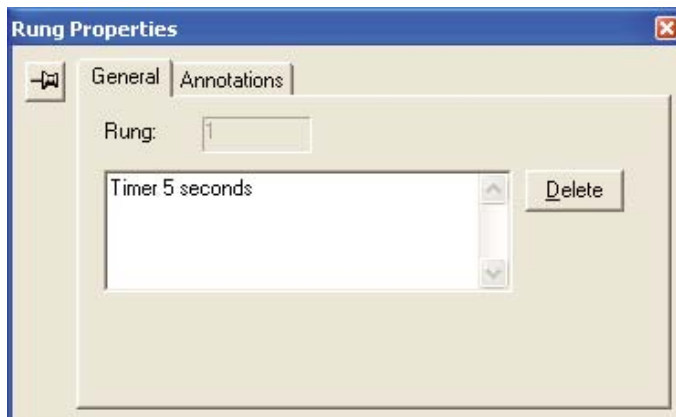 Rung Properties
General Annotations
Rung: 1
Timer 5 seconds
Delete